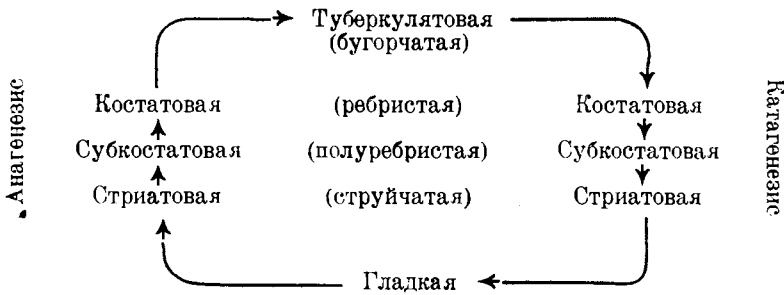 Туберкулятовая
(бугорчатая)
Анагенезис
Костатовая (ребристая) Костатовая
Субкостатовая (полуребристая) Субкостатовая
Стриатовая (струйчатая) Стриатовая
Катагенезис
Гладкая